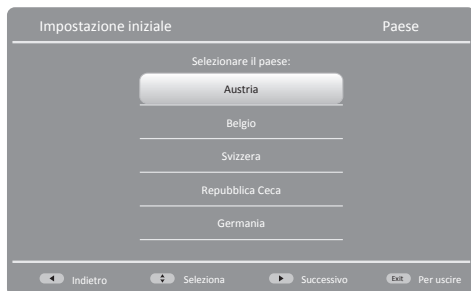 Impostazione iniziale Paese
Selezionare il paese:
Austria
Belgio
Svizzera
Repubblica Ceca
Germania
Indietro Seleziona Successivo Exit Per uscire